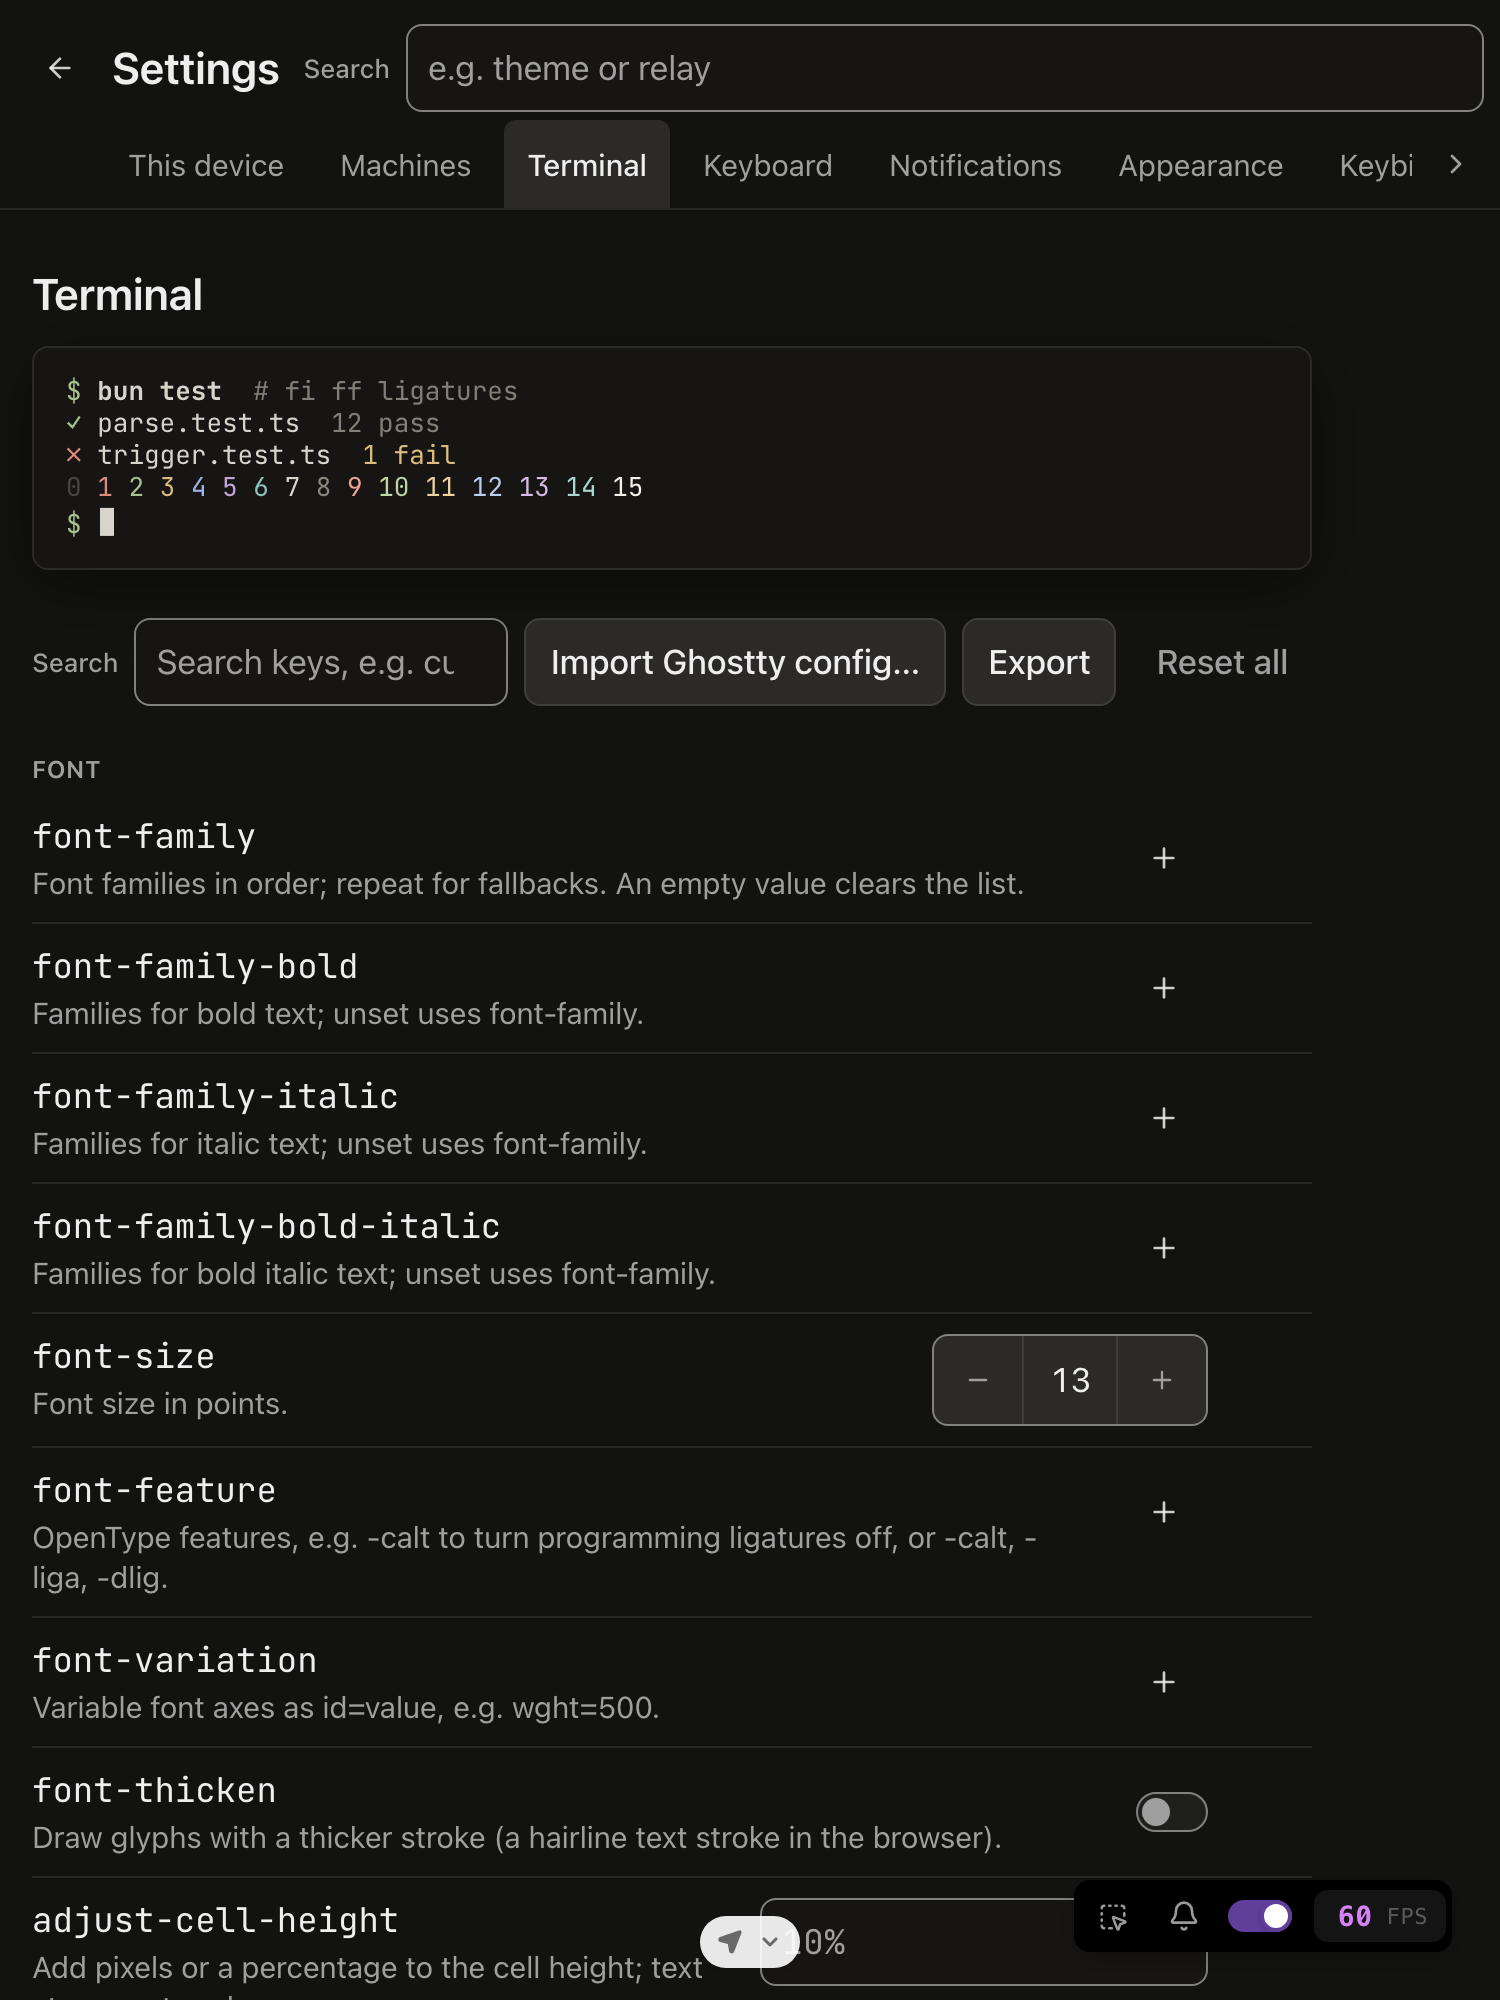 Settings Search e.g. theme or relay
This device Machines Terminal Keyboard Notifications Appearance Keybi
Terminal
$ bun test # fi ff ligatures
✓ parse.test.ts 12 pass
✕ trigger.test.ts 1 fail
0 1 2 3 4 5 6 7 8 9 10 11 12 13 14 15
$
Search Search keys, e.g. cu Import Ghostty config... Export Reset all
FONT
font-family
Font families in order; repeat for fallbacks. An empty value clears the list.
font-family-bold
Families for bold text; unset uses font-family.
font-family-italic
Families for italic text; unset uses font-family.
font-family-bold-italic
Families for bold italic text; unset uses font-family.
font-size
− 13 +
Font size in points.
font-feature
OpenType features, e.g. -calt to turn programming ligatures off, or -calt, -
liga, -dlig.
font-variation
Variable font axes as id=value, e.g. wght=500.
font-thicken
Draw glyphs with a thicker stroke (a hairline text stroke in the browser).
adjust-cell-height
10%
60 FPS
Add pixels or a percentage to the cell height; text